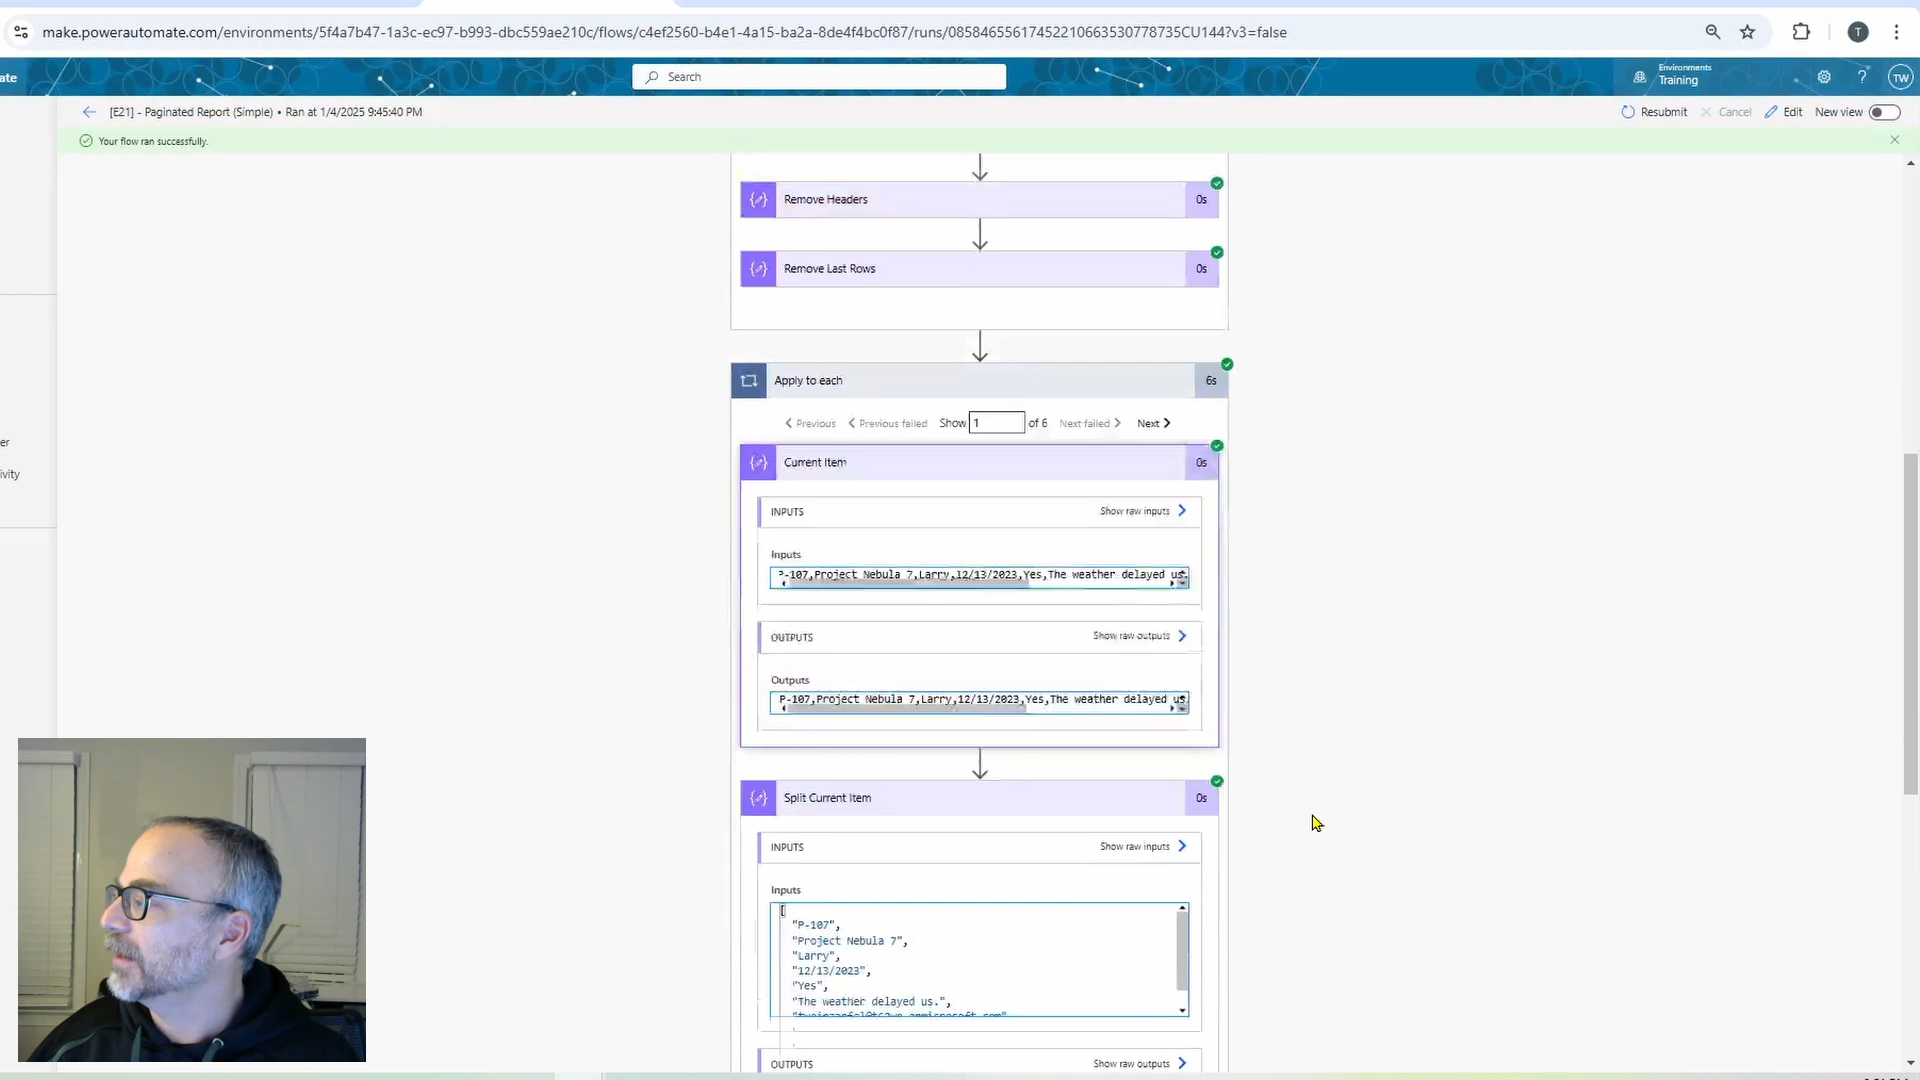 make.powerautomate.com/environments/5f4a7b47-1a3c-ec97-b993-dbc559ae210c/flows/c4ef2560-b4e1-4a15-ba2a-8de4f4bc0f87/runs/08584655617452210663530778735CU144?v3=false
T
ate
Search
Environments
Training
?
TW
[E21] - Paginated Report (Simple) • Ran at 1/4/2025 9:45:40 PM
Resubmit
Cancel
Edit
New view
Your flow ran successfully.
Remove Headers
0s
Remove Last Rows
0s
Apply to each
6s
Previous
Previous failed
Show
1
of 6
Next failed
Next
er
ivity
Current Item
0s
INPUTS
Show raw inputs
Inputs
P-107,Project Nebula 7,Larry,12/13/2023,Yes,The weather delayed us.
OUTPUTS
Show raw outputs
Outputs
P-107,Project Nebula 7,Larry,12/13/2023,Yes,The weather delayed us.
Split Current Item
0s
INPUTS
Show raw inputs
Inputs
[
"P-107",
"Project Nebula 7",
"Larry",
"12/13/2023",
"Yes",
"The weather delayed us.",
OUTPUTS
Show raw outputs